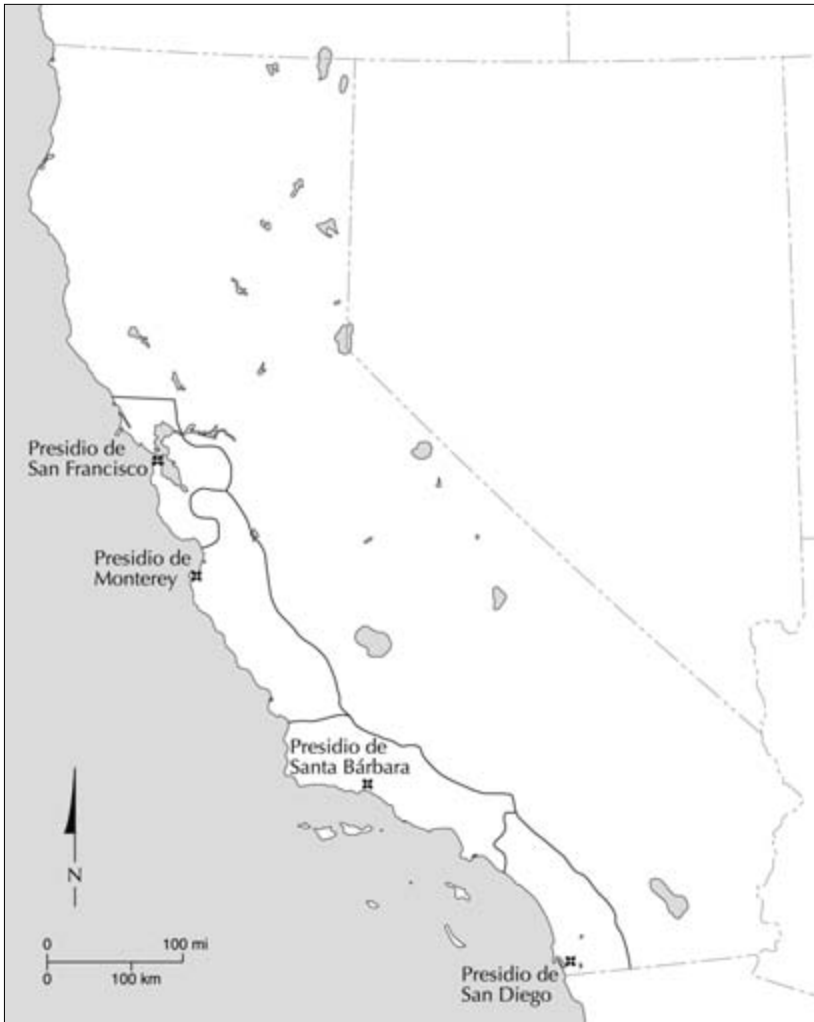 Presidio de
San Francisco
Presidio de
Monterey
Presidio de
Santa Bárbara
N
0 100 mi
0 100 km
Presidio de
San Diego